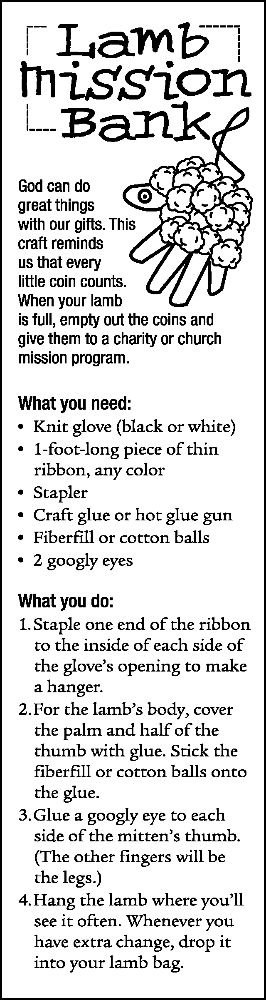 Lamb
Mission
Bank
God can do
great things
with our gifts. This
craft reminds
us that every
little coin counts.
When your lamb
is full, empty out the coins and
give them to a charity or church
mission program.
What you need:
• Knit glove (black or white)
• 1-foot-long piece of thin
ribbon, any color
• Stapler
• Craft glue or hot glue gun
• Fiberfill or cotton balls
• 2 googly eyes
What you do:
1. Staple one end of the ribbon
to the inside of each side of
the glove’s opening to make
a hanger.
2. For the lamb’s body, cover
the palm and half of the
thumb with glue. Stick the
fiberfill or cotton balls onto
the glue.
3. Glue a googly eye to each
side of the mitten’s thumb.
(The other fingers will be
the legs.)
4. Hang the lamb where you’ll
see it often. Whenever you
have extra change, drop it
into your lamb bag.